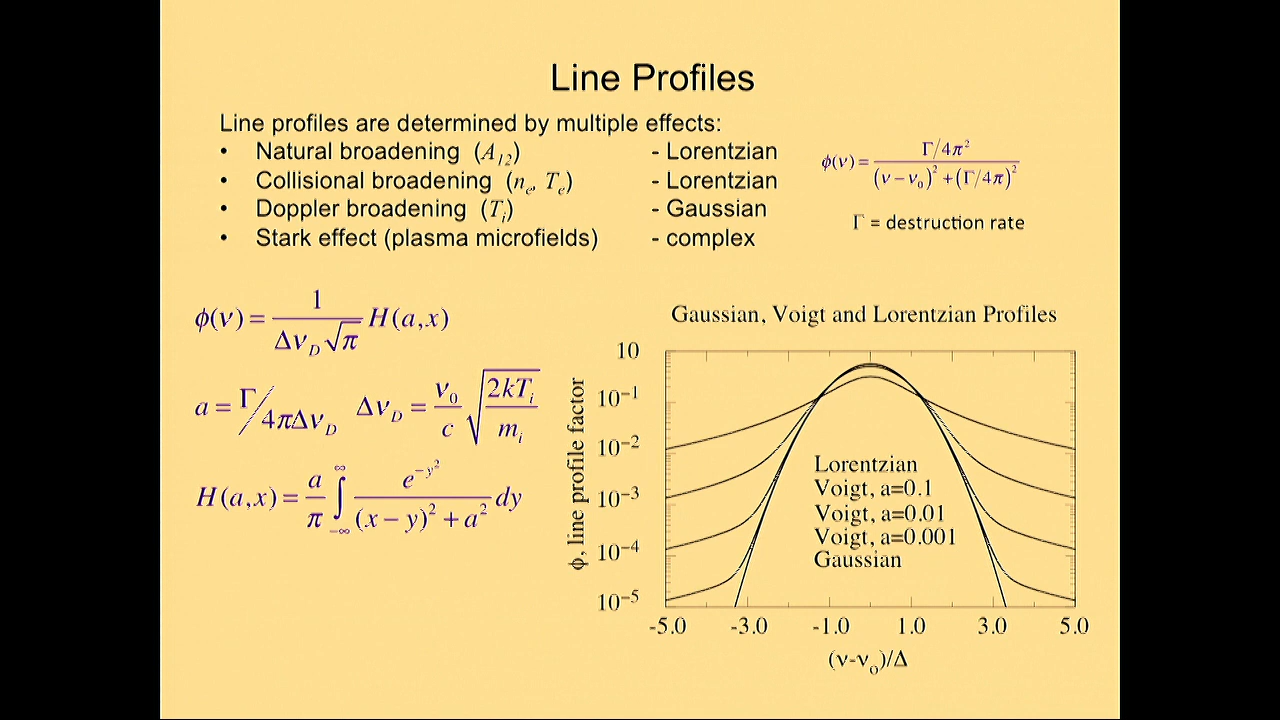 Line Profiles
Line profiles are determined by multiple effects:
• Natural broadening (A₁₂) - Lorentzian
• Collisional broadening (nₑ, Tₑ) - Lorentzian
• Doppler broadening (Tᵢ) - Gaussian
• Stark effect (plasma microfields) - complex
ϕ(ν) = (Γ/4π²) / ((ν − ν₀)² + (Γ/4π)²)
Γ = destruction rate
ϕ(ν) = 1 / (Δν_D √π) H(a,x)
a = Γ/4πΔν_D Δν_D = (ν₀/c) √(2kTᵢ/mᵢ)
H(a,x) = (a/π) ∫_{−∞}^{∞} e^{−y²} / ((x − y)² + a²) dy
Gaussian, Voigt and Lorentzian Profiles
ϕ, line profile factor
10
10⁻¹
10⁻²
10⁻³
10⁻⁴
10⁻⁵
Lorentzian
Voigt, a=0.1
Voigt, a=0.01
Voigt, a=0.001
Gaussian
-5.0 -3.0 -1.0 1.0 3.0 5.0
(ν-ν₀)/Δ